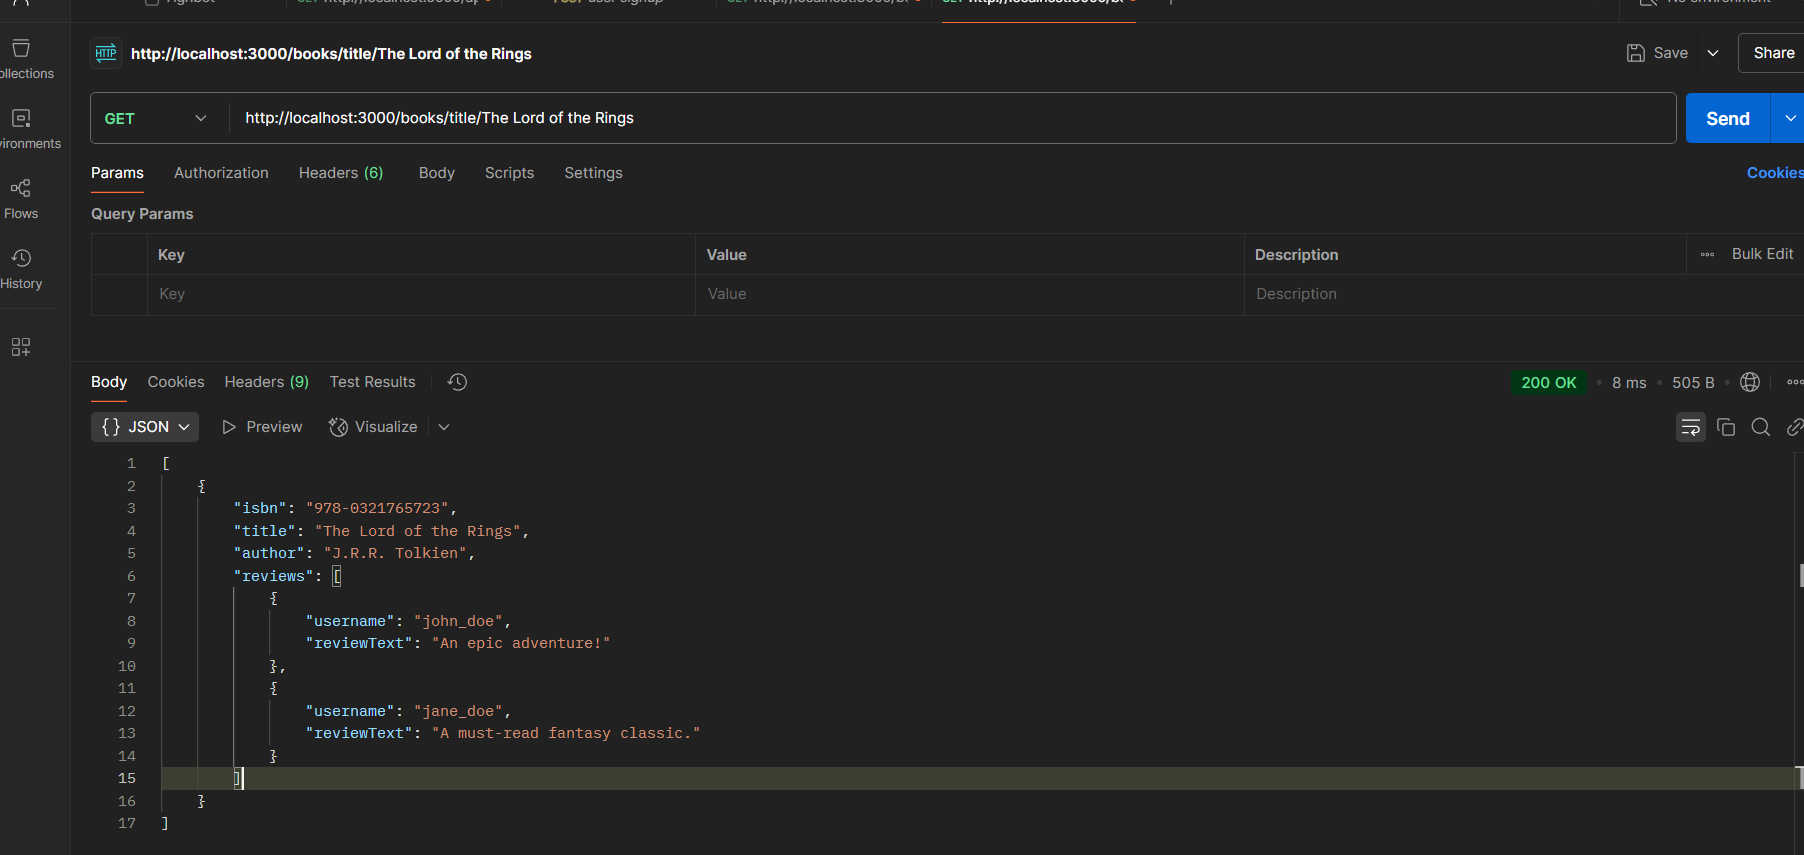 http://localhost:3000/books/title/The Lord of the Rings
Save
Share
GET
http://localhost:3000/books/title/The Lord of the Rings
Send
Params
Authorization
Headers (6)
Body
Scripts
Settings
Cookies
Query Params
Key
Value
Description
Bulk Edit
Key
Value
Description
ollections
vironments
Flows
History
Body
Cookies
Headers (9)
Test Results
200 OK
8 ms
505 B
{} JSON
Preview
Visualize
1 [
2 {
3 "isbn": "978-0321765723",
4 "title": "The Lord of the Rings",
5 "author": "J.R.R. Tolkien",
6 "reviews": [
7 {
8 "username": "john_doe",
9 "reviewText": "An epic adventure!"
10 },
11 {
12 "username": "jane_doe",
13 "reviewText": "A must-read fantasy classic."
14 }
15 ]
16 }
17 ]